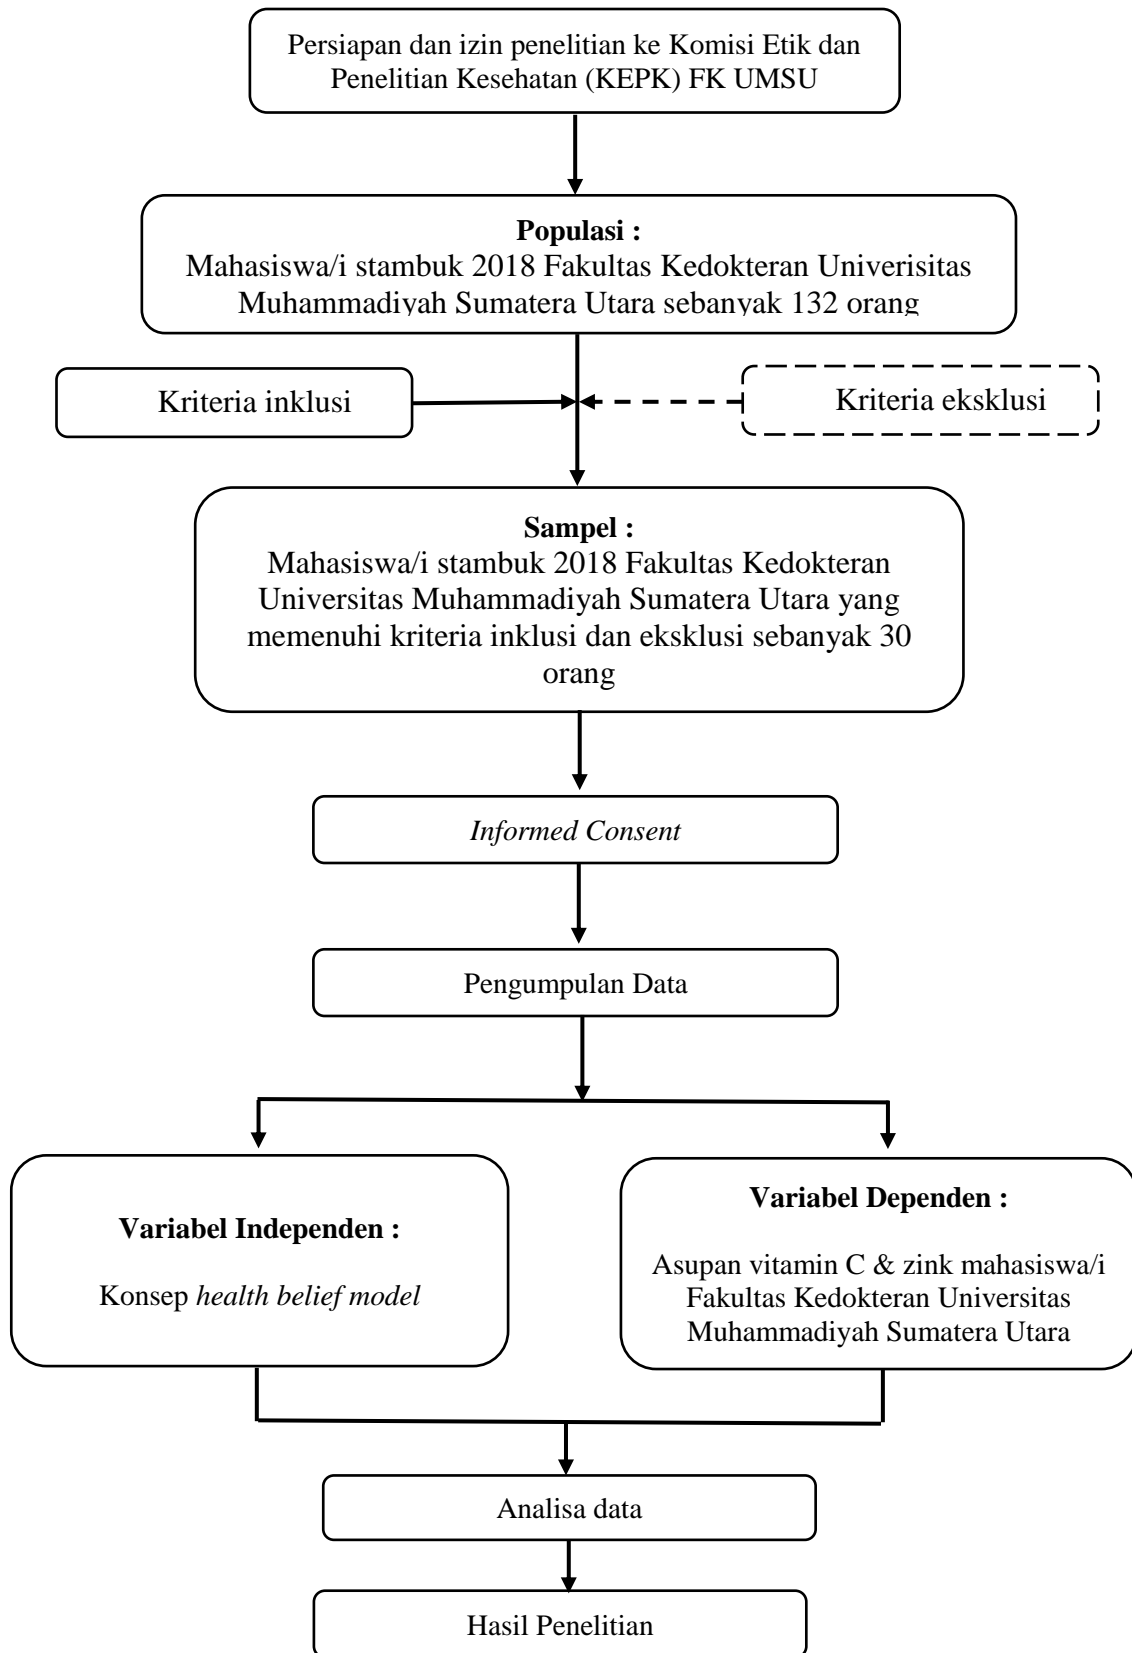 Persiapan dan izin penelitian ke Komisi Etik dan
Penelitian Kesehatan (KEPK) FK UMSU
Populasi :
Mahasiswa/i stambuk 2018 Fakultas Kedokteran Univerisitas
Muhammadiyah Sumatera Utara sebanyak 132 orang
Kriteria inklusi
Kriteria eksklusi
Sampel :
Mahasiswa/i stambuk 2018 Fakultas Kedokteran
Universitas Muhammadiyah Sumatera Utara yang
memenuhi kriteria inklusi dan eksklusi sebanyak 30
orang
Informed Consent
Pengumpulan Data
Variabel Independen :
Konsep health belief model
Variabel Dependen :
Asupan vitamin C & zink mahasiswa/i
Fakultas Kedokteran Universitas
Muhammadiyah Sumatera Utara
Analisa data
Hasil Penelitian